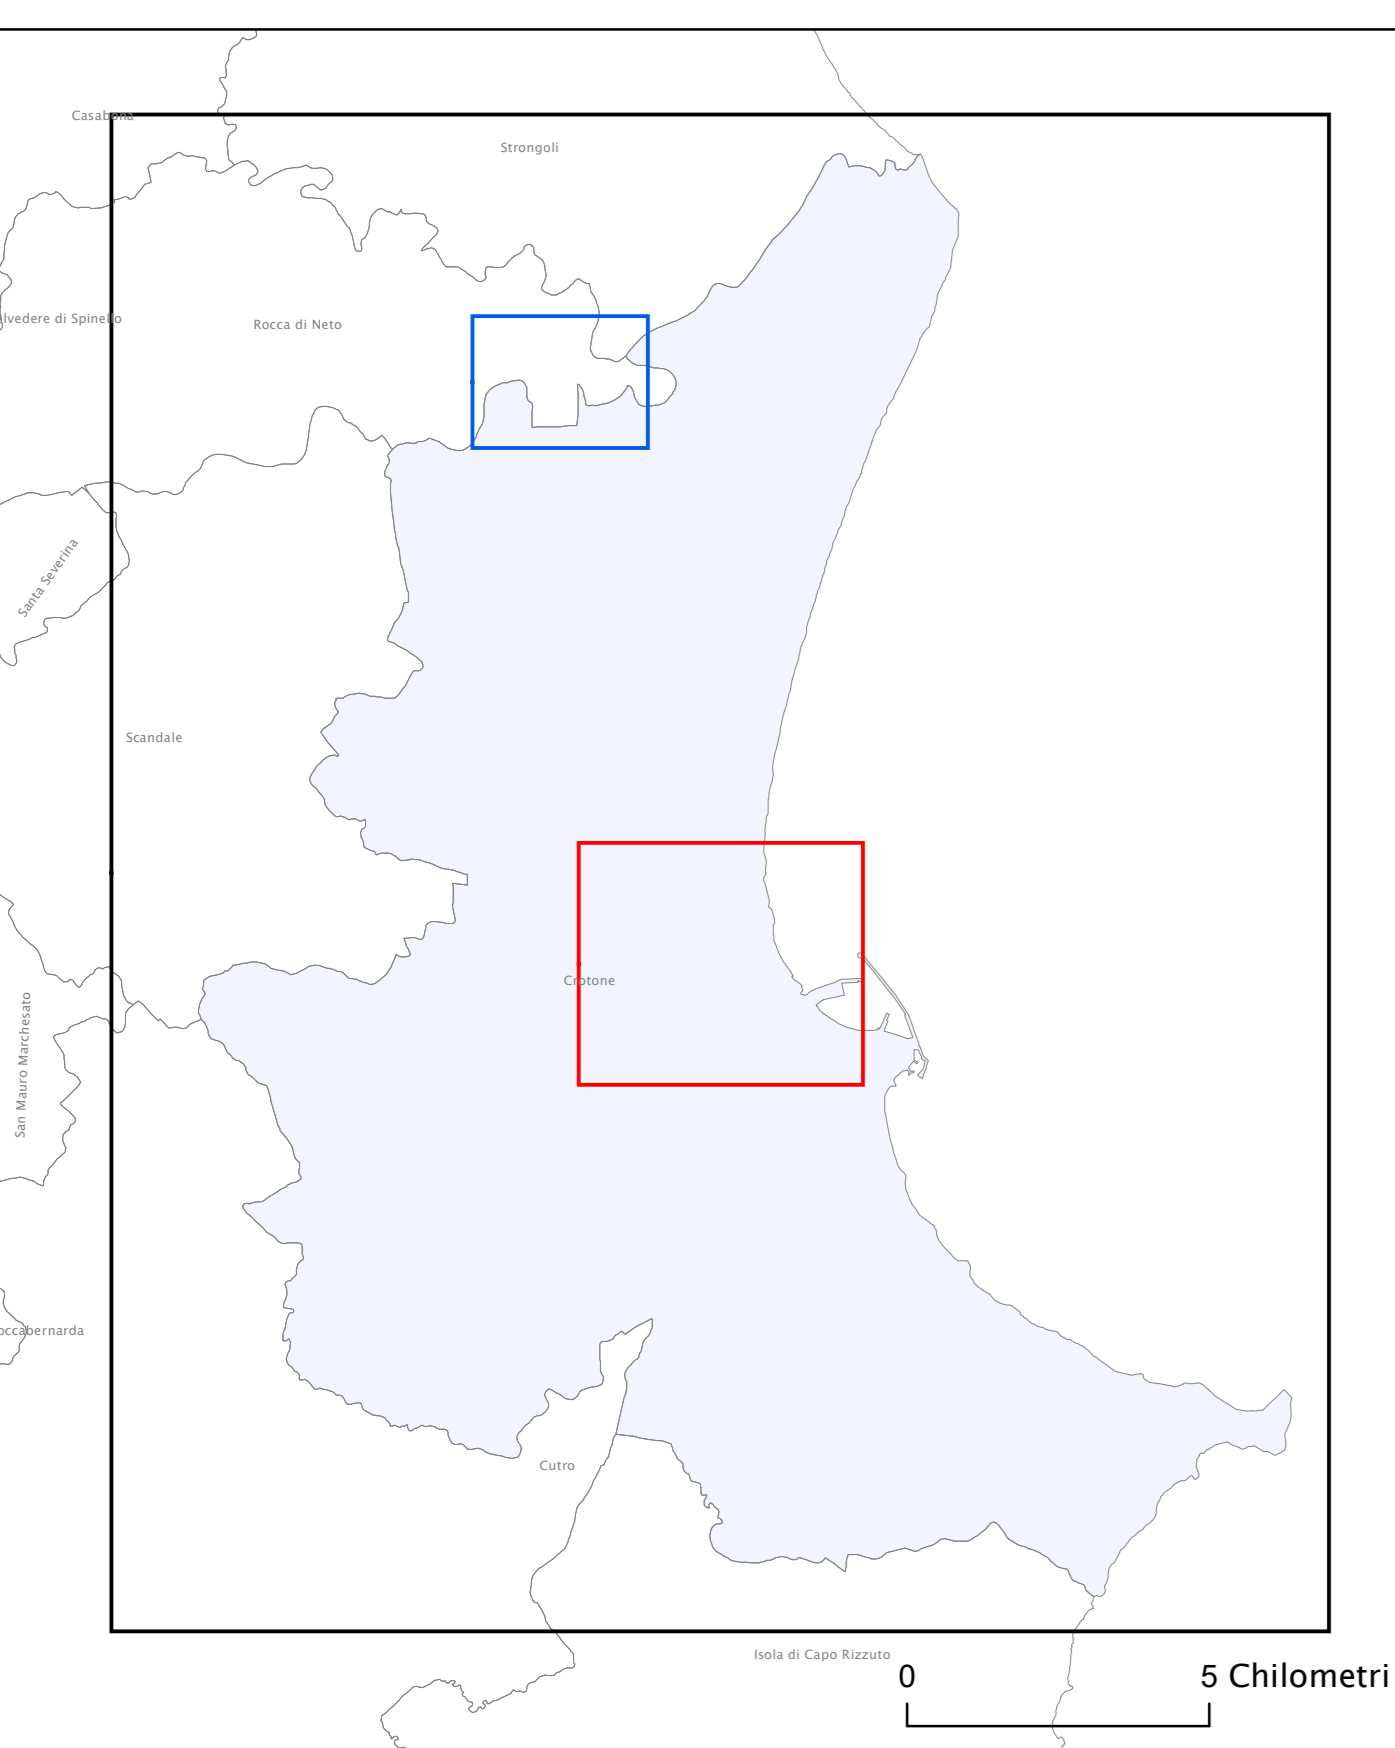 Casabona
Strongoli
lvedere di Spinello
Rocca di Neto
Santa Severina
Scandale
Crotone
San Mauro Marchesato
occabernarda
Cutro
Isola di Capo Rizzuto
0 5 Chilometri